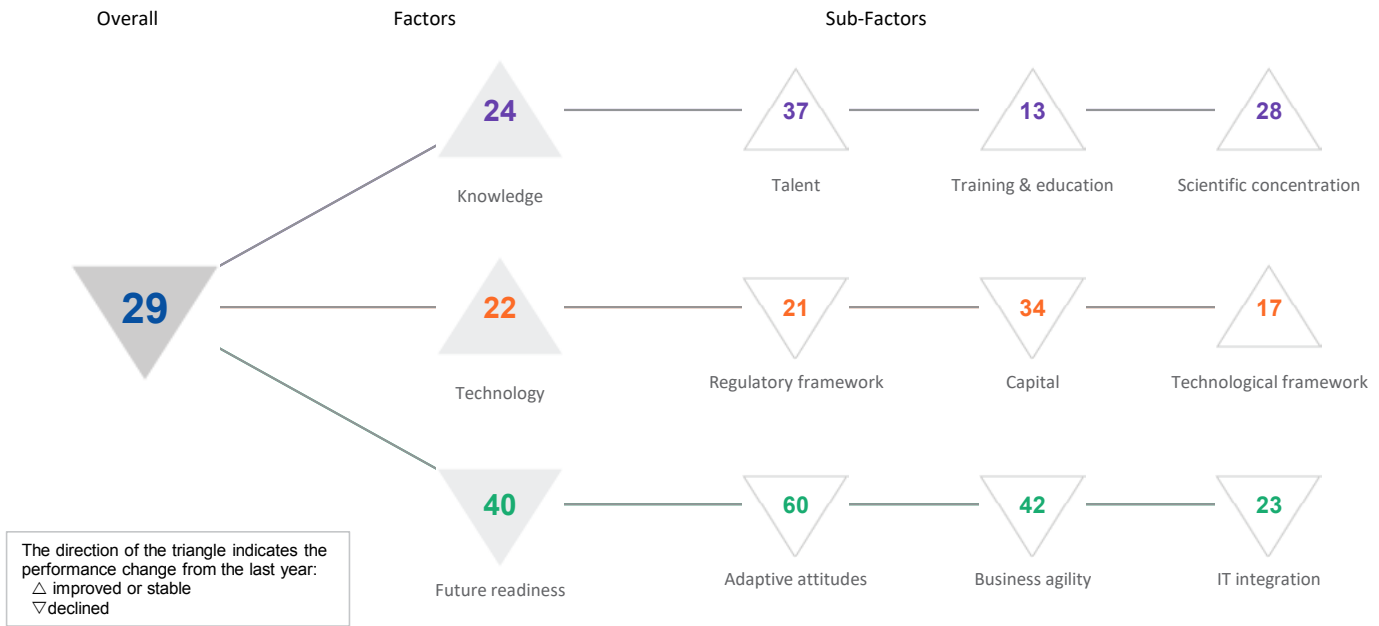 Overall Factors Sub-Factors
24 37 13 28
Knowledge Talent Training & education Scientific concentration
29 22 21 34 17
Technology Regulatory framework Capital Technological framework
40 60 42 23
Future readiness Adaptive attitudes Business agility IT integration
The direction of the triangle indicates the
performance change from the last year:
△ improved or stable
▽declined